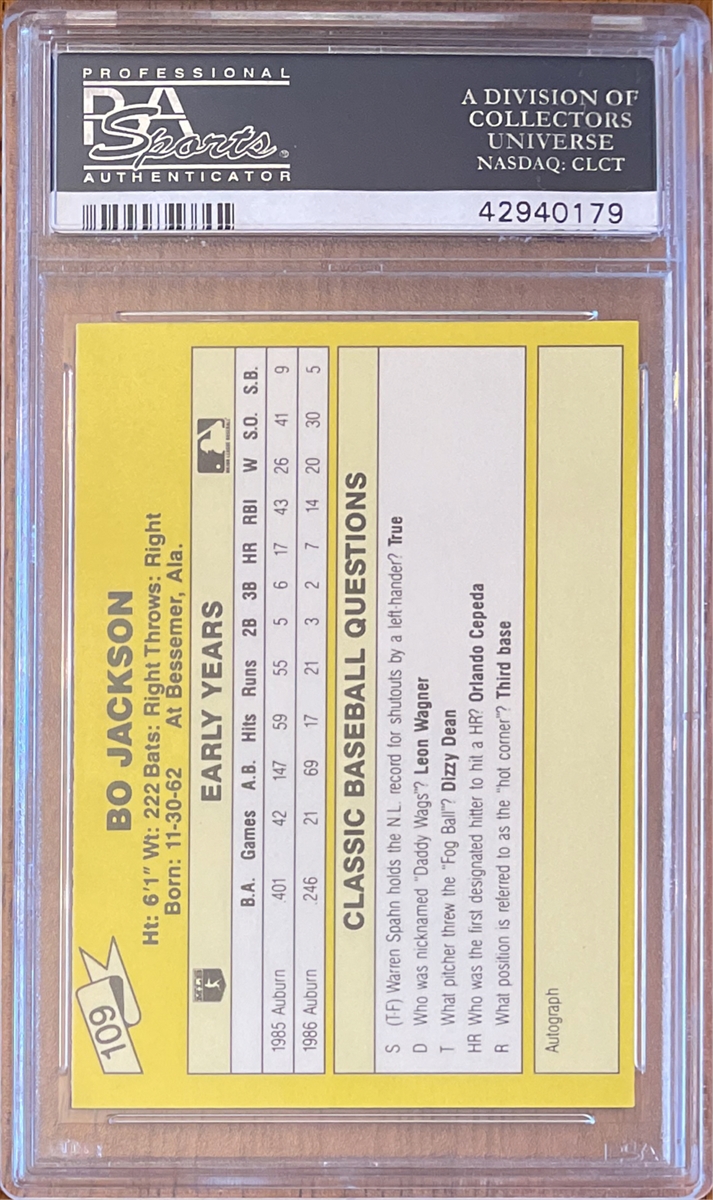 PROFESSIONAL
PSA
Sports
AUTHENTICATOR
A DIVISION OF
COLLECTORS
UNIVERSE
NASDAQ: CLCT
42940179
109
BO JACKSON
Ht: 6'1" Wt: 222 Bats: Right Throws: Right
Born: 11-30-62 At Bessemer, Ala.
EARLY YEARS
MAJOR LEAGUE BASEBALL
B.A. Games A.B. Hits Runs 2B 3B HR RBI W S.O. S.B.
1985 Auburn .401 42 147 59 55 5 6 17 43 26 41 9
1986 Auburn .246 21 69 17 21 3 2 7 14 20 30 5
CLASSIC BASEBALL QUESTIONS
S (T-F) Warren Spahn holds the N.L. record for shutouts by a left-hander? True
D Who was nicknamed "Daddy Wags"? Leon Wagner
T What pitcher threw the "Fog Ball"? Dizzy Dean
HR Who was the first designated hitter to hit a HR? Orlando Cepeda
R What position is referred to as the "hot corner"? Third base
Autograph